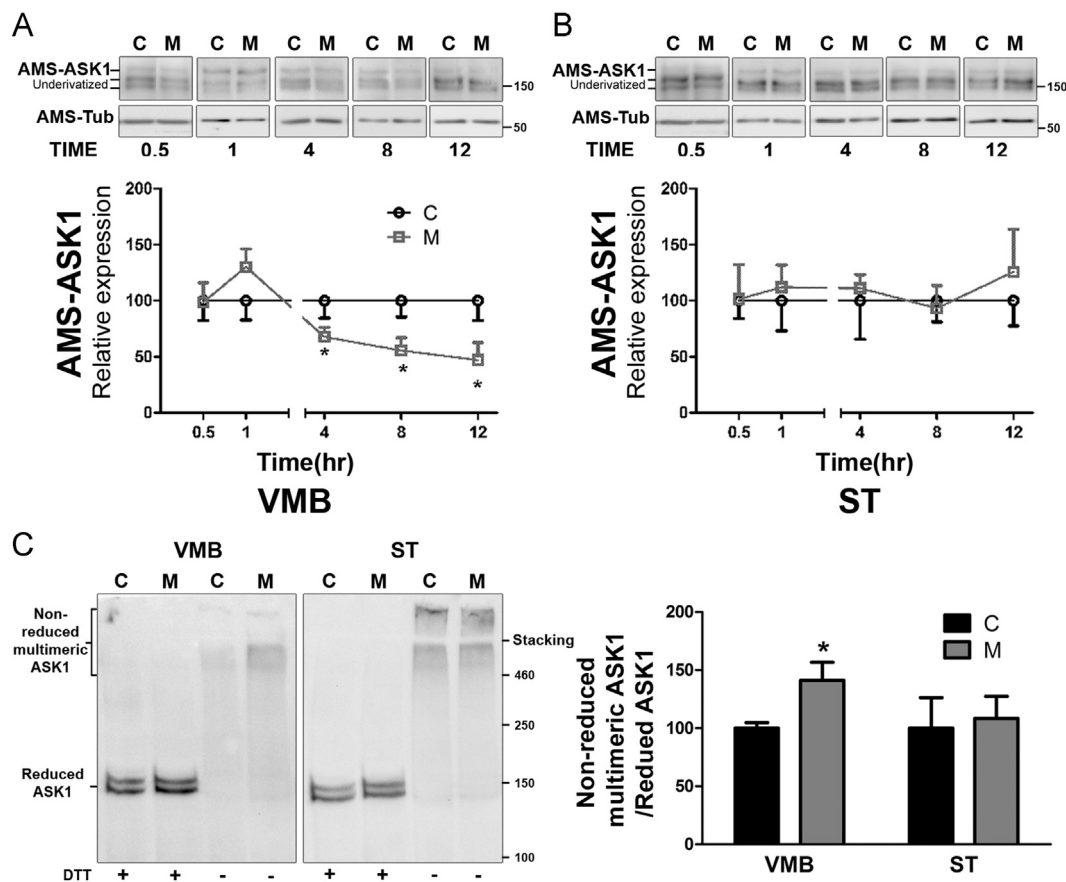 A
C M C M C M C M C M
AMS-ASK1
Underivatized
150
AMS-Tub
50
TIME 0.5 1 4 8 12
AMS-ASK1
Relative expression
200
150
100
50
0
C
M
* * *
0.5 1 4 8 12
Time(hr)
VMB
B
C M C M C M C M C M
AMS-ASK1
Underivatized
150
AMS-Tub
50
TIME 0.5 1 4 8 12
AMS-ASK1
Relative expression
200
150
100
50
0
0.5 1 4 8 12
Time(hr)
ST
C
VMB ST
C M C M C M C M
Non-
reduced
multimeric
ASK1
Reduced
ASK1
Stacking
460
250
150
100
DTT + + - - + + - -
Non-reduced
multimeric ASK1
/Redued ASK1
200
150
100
50
0
C
M
*
VMB ST